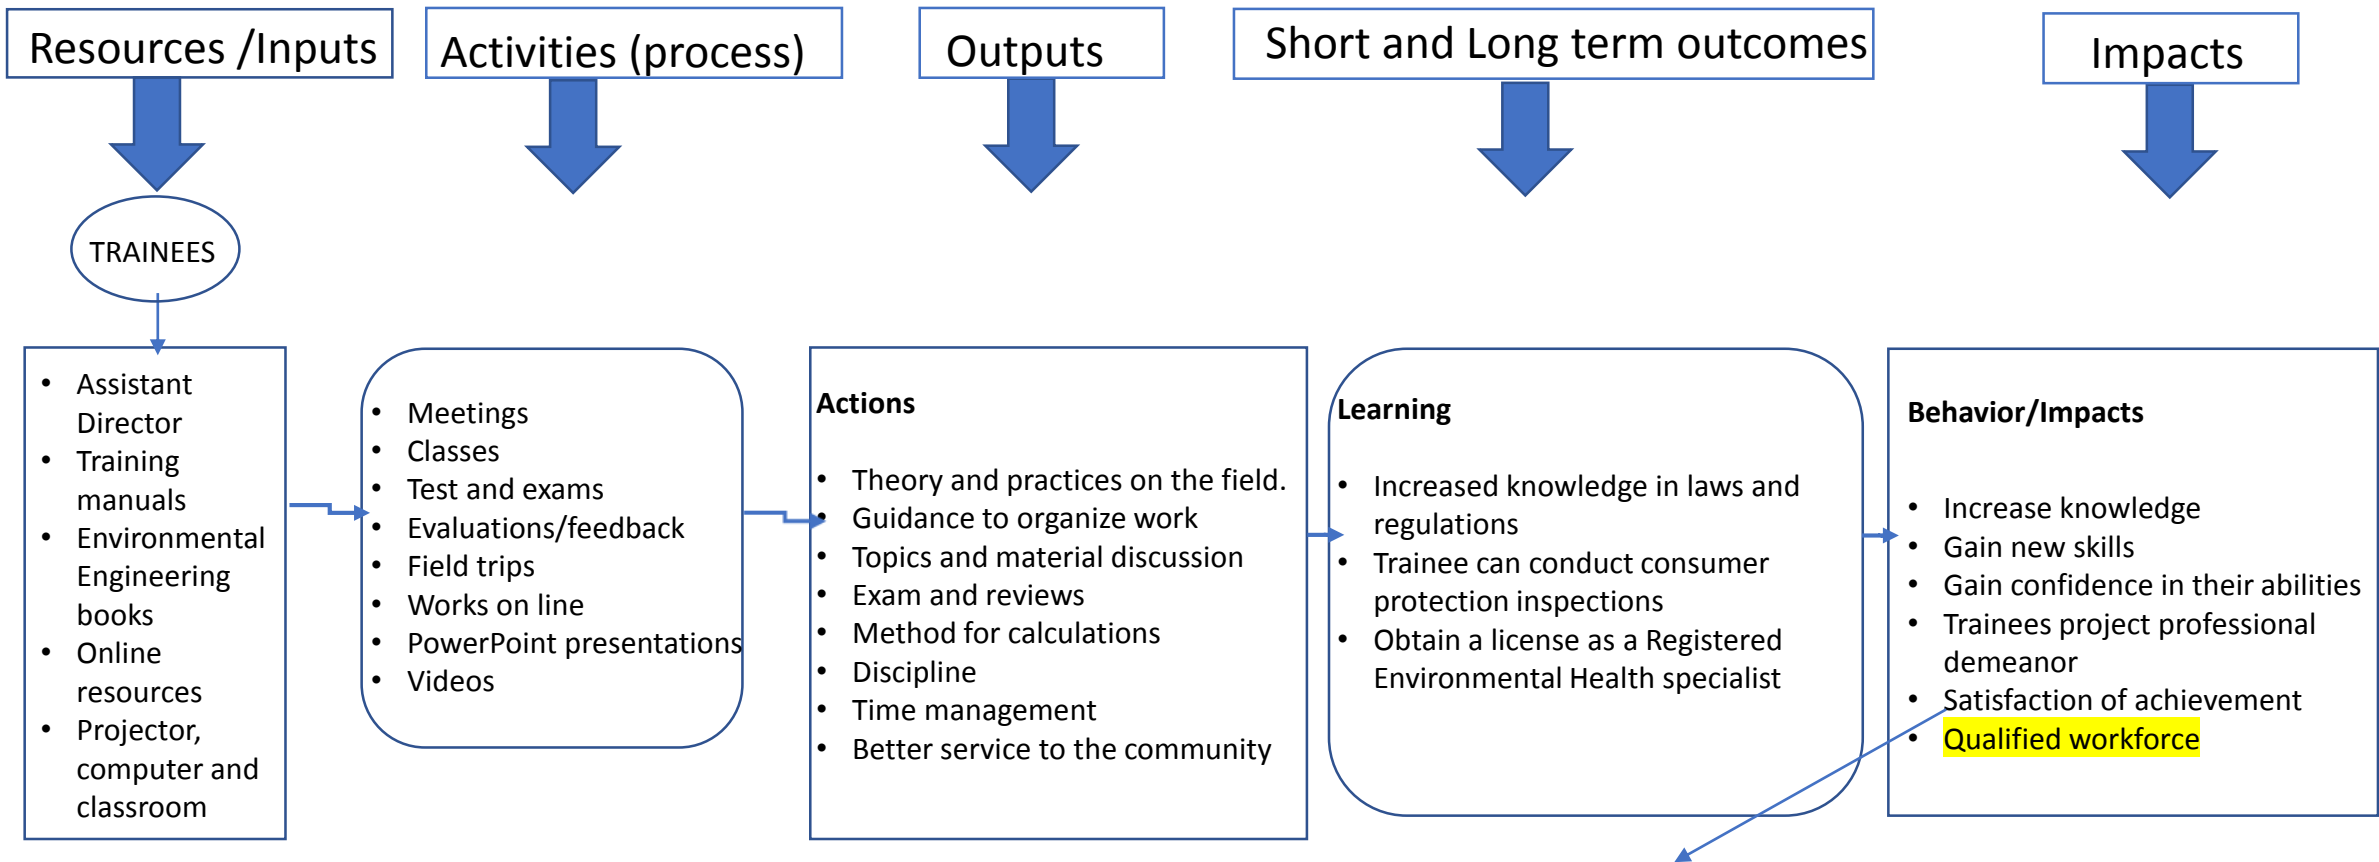 Resources /Inputs
Activities (process)
Outputs
Short and Long term outcomes
Impacts
TRAINEES
• Assistant
Director
• Training
manuals
• Environmental
Engineering
books
• Online
resources
• Projector,
computer and
classroom
• Meetings
• Classes
• Test and exams
• Evaluations/feedback
• Field trips
• Works on line
• PowerPoint presentations
• Videos
Actions
• Theory and practices on the field.
• Guidance to organize work
• Topics and material discussion
• Exam and reviews
• Method for calculations
• Discipline
• Time management
• Better service to the community
Learning
• Increased knowledge in laws and
regulations
• Trainee can conduct consumer
protection inspections
• Obtain a license as a Registered
Environmental Health specialist
Behavior/Impacts
• Increase knowledge
• Gain new skills
• Gain confidence in their abilities
• Trainees project professional
demeanor
• Satisfaction of achievement
• Qualified workforce